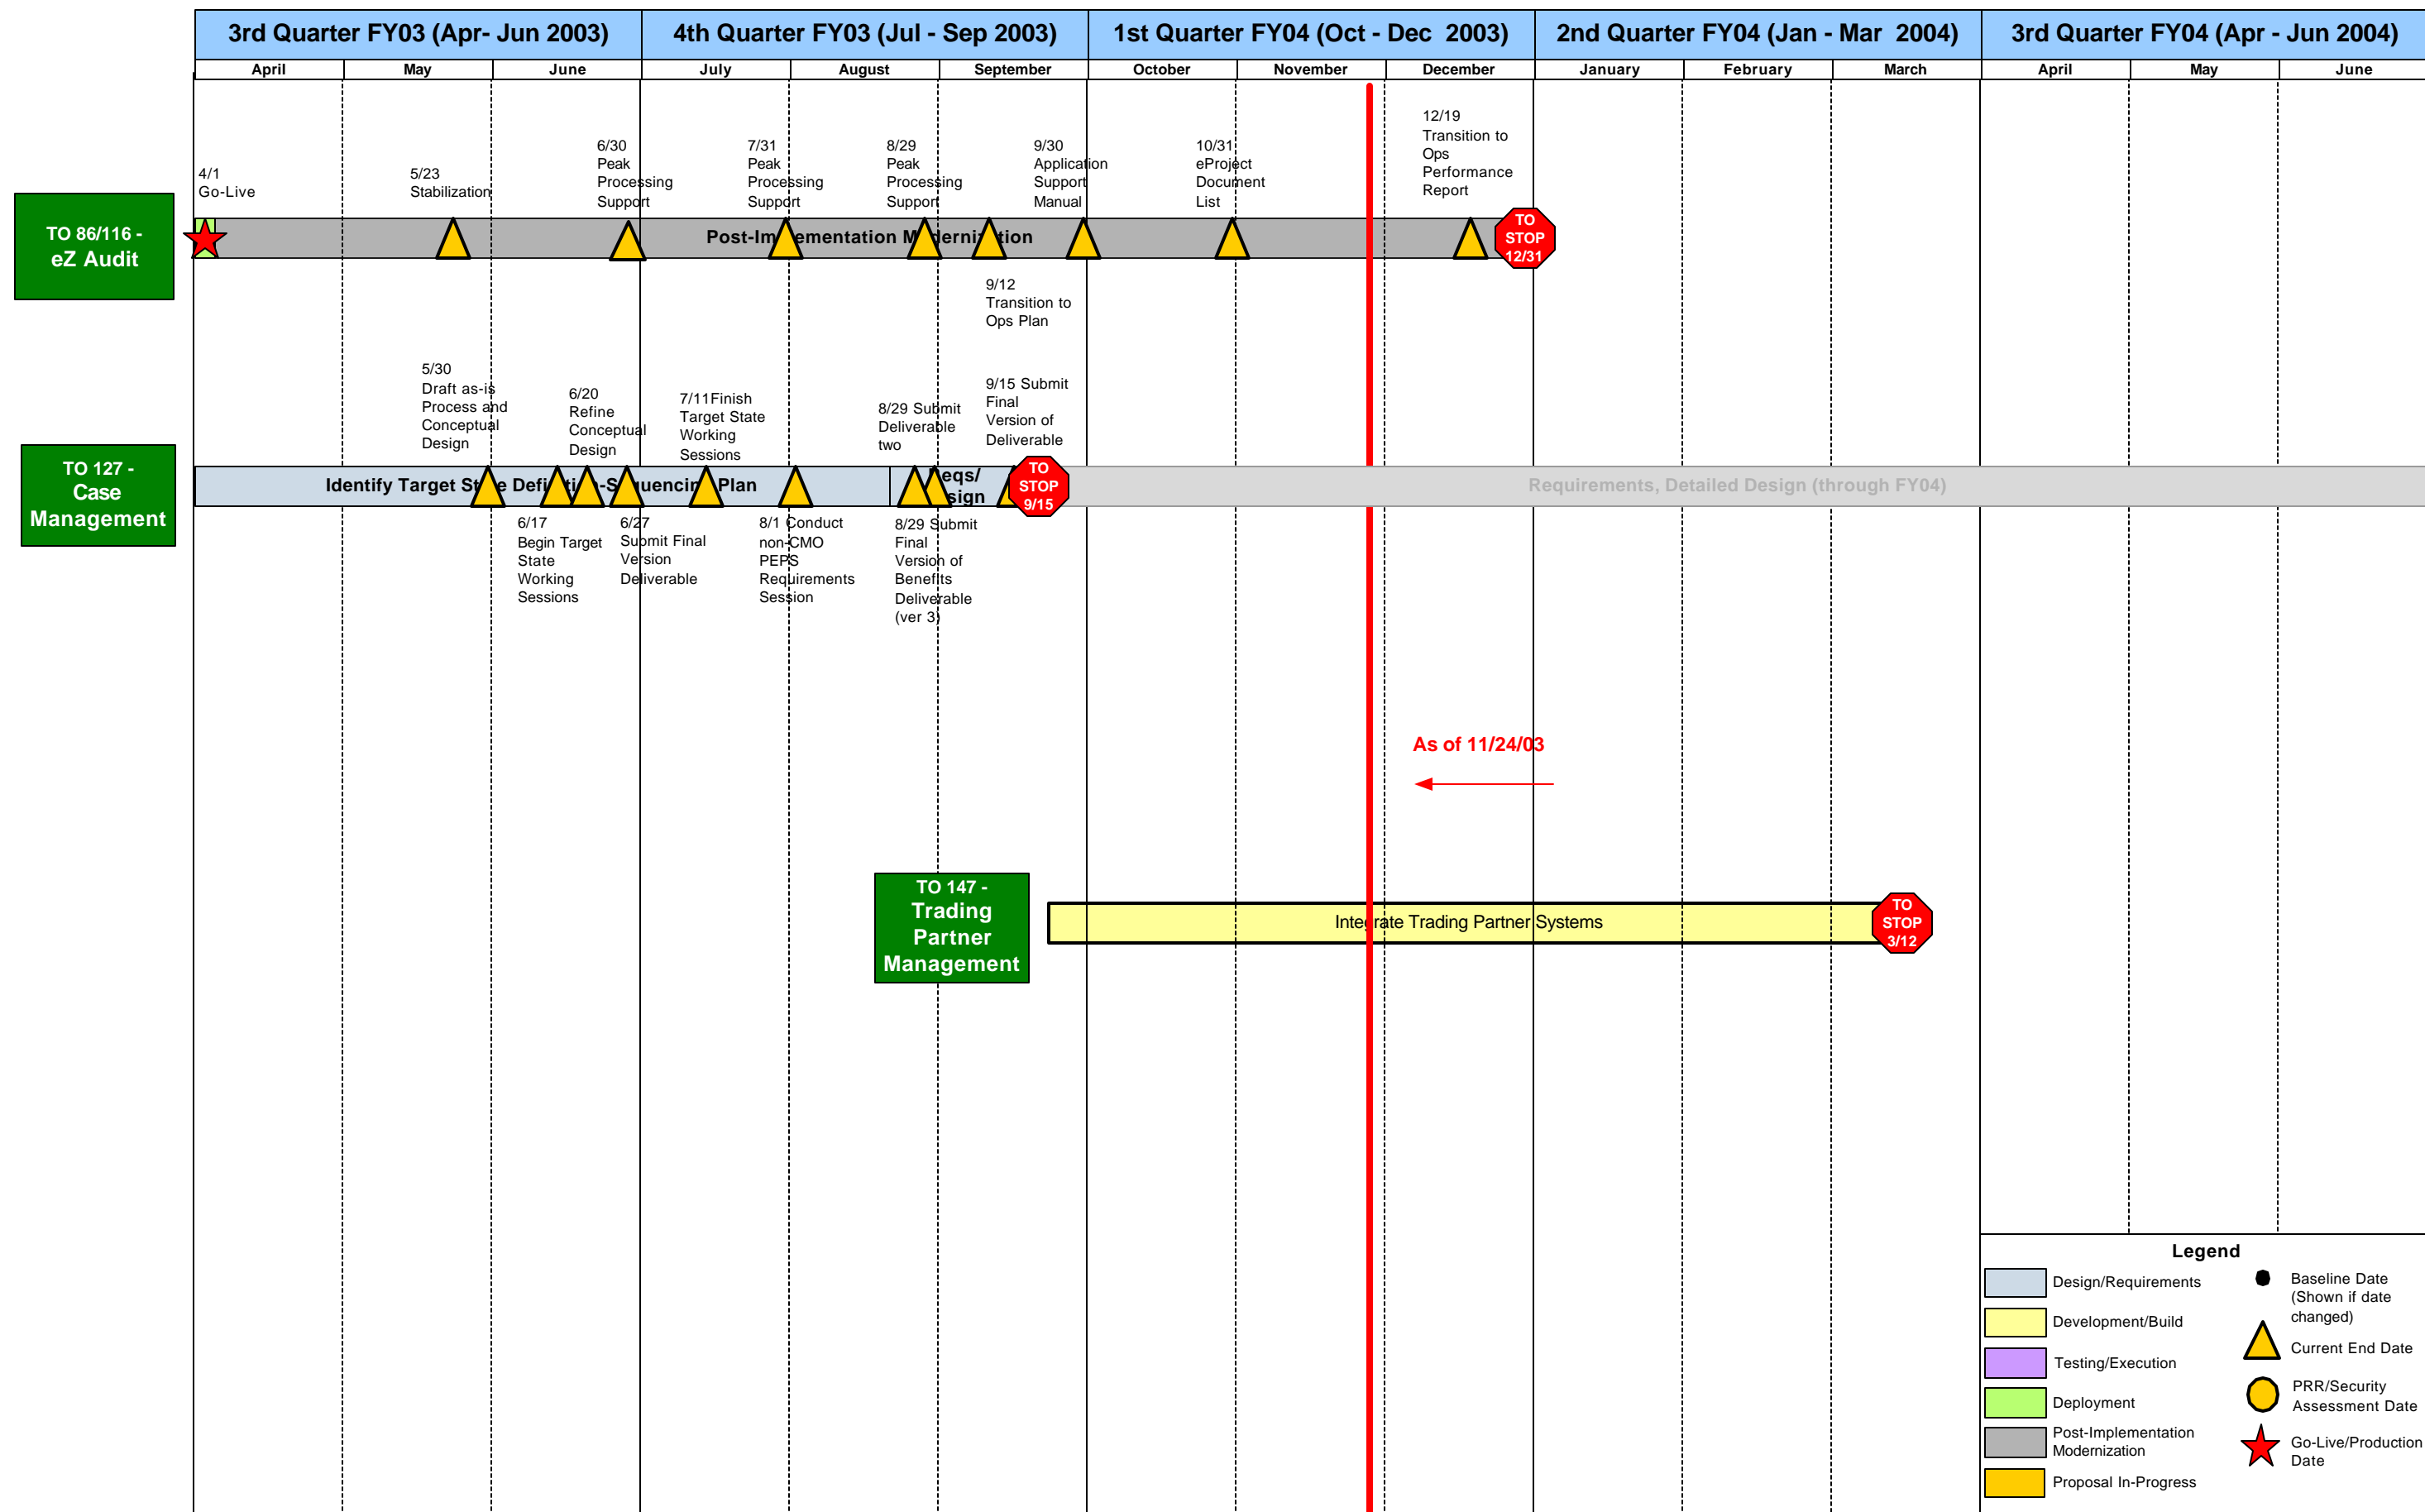 3rd Quarter FY03 (Apr- Jun 2003)
4th Quarter FY03 (Jul - Sep 2003)
1st Quarter FY04 (Oct - Dec 2003)
2nd Quarter FY04 (Jan - Mar 2004)
3rd Quarter FY04 (Apr - Jun 2004)
April
May
June
July
August
September
October
November
December
January
February
March
April
May
June
TO 86/116 -
eZ Audit
4/1
Go-Live
5/23
Stabilization
6/30
Peak
Processing
Support
7/31
Peak
Processing
Support
8/29
Peak
Processing
Support
9/30
Application
Support
Manual
10/31
eProject
Document
List
12/19
Transition to
Ops
Performance
Report
Post-Implementation Modernization
TO
STOP
12/31
9/12
Transition to
Ops Plan
TO 127 -
Case
Management
5/30
Draft as-is
Process and
Conceptual
Design
6/20
Refine
Conceptual
Design
7/11Finish
Target State
Working
Sessions
8/29 Submit
Deliverable
two
9/15 Submit
Final
Version of
Deliverable
Identify Target State Definition-Sequencing Plan
Reqs/
Design
TO
STOP
9/15
Requirements, Detailed Design (through FY04)
6/17
Begin Target
State
Working
Sessions
6/27
Submit Final
Version
Deliverable
8/1 Conduct
non-CMO
PEPS
Requirements
Session
8/29 Submit
Final
Version of
Benefits
Deliverable
(ver 3)
As of 11/24/03
TO 147 -
Trading
Partner
Management
Integrate Trading Partner Systems
TO
STOP
3/12
Legend
Design/Requirements
Development/Build
Testing/Execution
Deployment
Post-Implementation
Modernization
Proposal In-Progress
Baseline Date
(Shown if date
changed)
Current End Date
PRR/Security
Assessment Date
Go-Live/Production
Date